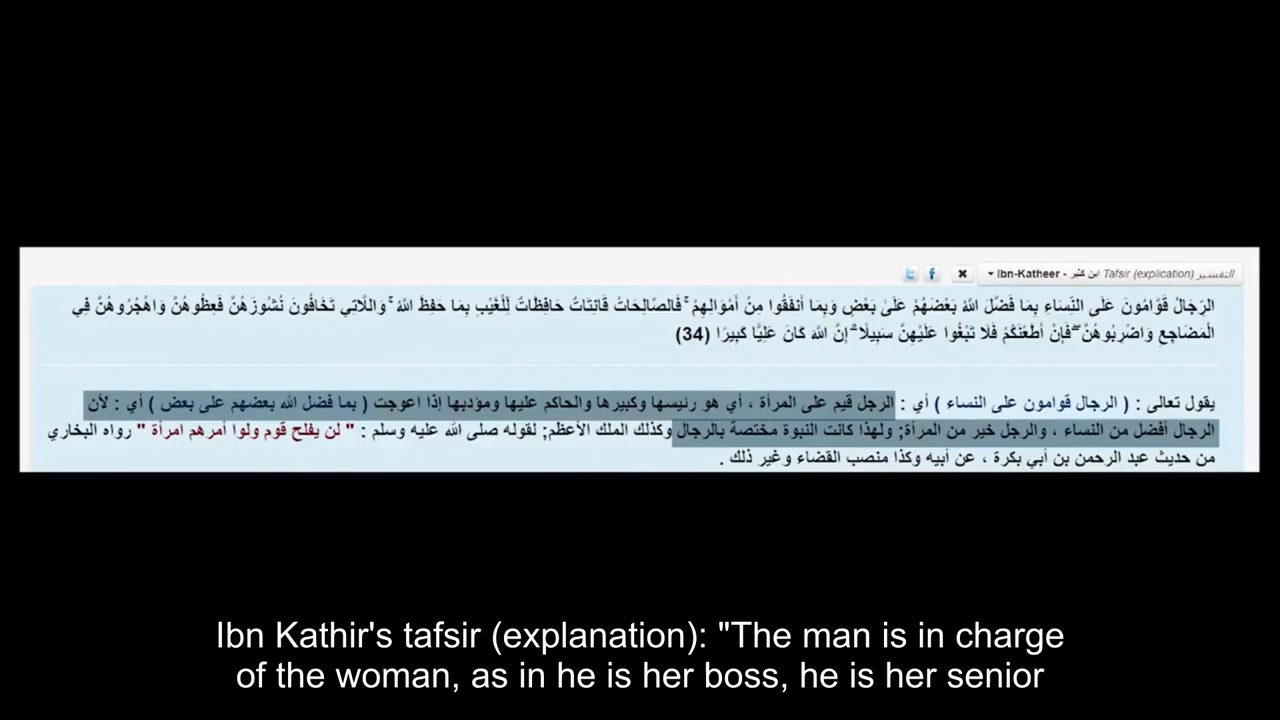 التفسير Tafsir (explication) ابن كثير - Ibn-Katheer
الرِّجَالُ قَوَّامُونَ عَلَى النِّسَاءِ بِمَا فَضَّلَ اللَّهُ بَعْضَهُمْ عَلَىٰ بَعْضٍ وَبِمَا أَنفَقُوا مِنْ أَمْوَالِهِمْ ۚ فَالصَّالِحَاتُ قَانِتَاتٌ حَافِظَاتٌ لِّلْغَيْبِ بِمَا حَفِظَ اللَّهُ ۚ وَاللَّاتِي تَخَافُونَ نُشُوزَهُنَّ فَعِظُوهُنَّ وَاهْجُرُوهُنَّ فِي
الْمَضَاجِعِ وَاضْرِبُوهُنَّ ۖ فَإِنْ أَطَعْنَكُمْ فَلَا تَبْغُوا عَلَيْهِنَّ سَبِيلًا ۗ إِنَّ اللَّهَ كَانَ عَلِيًّا كَبِيرًا (34)
يقول تعالى : ( الرجال قوامون على النساء ) أي : الرجل قيم على المرأة ، أي هو رئيسها وكبيرها والحاكم عليها ومؤدبها إذا اعوجت ( بما فضل الله بعضهم على بعض ) أي : لأن
الرجال أفضل من النساء ، والرجل خير من المرأة; ولهذا كانت النبوة مختصة بالرجال وكذلك الملك الأعظم; لقوله صلى الله عليه وسلم : " لن يفلح قوم ولوا أمرهم امرأة " رواه البخاري
من حديث عبد الرحمن بن أبي بكرة ، عن أبيه وكذا منصب القضاء وغير ذلك .
Ibn Kathir's tafsir (explanation): "The man is in charge
of the woman, as in he is her boss, he is her senior